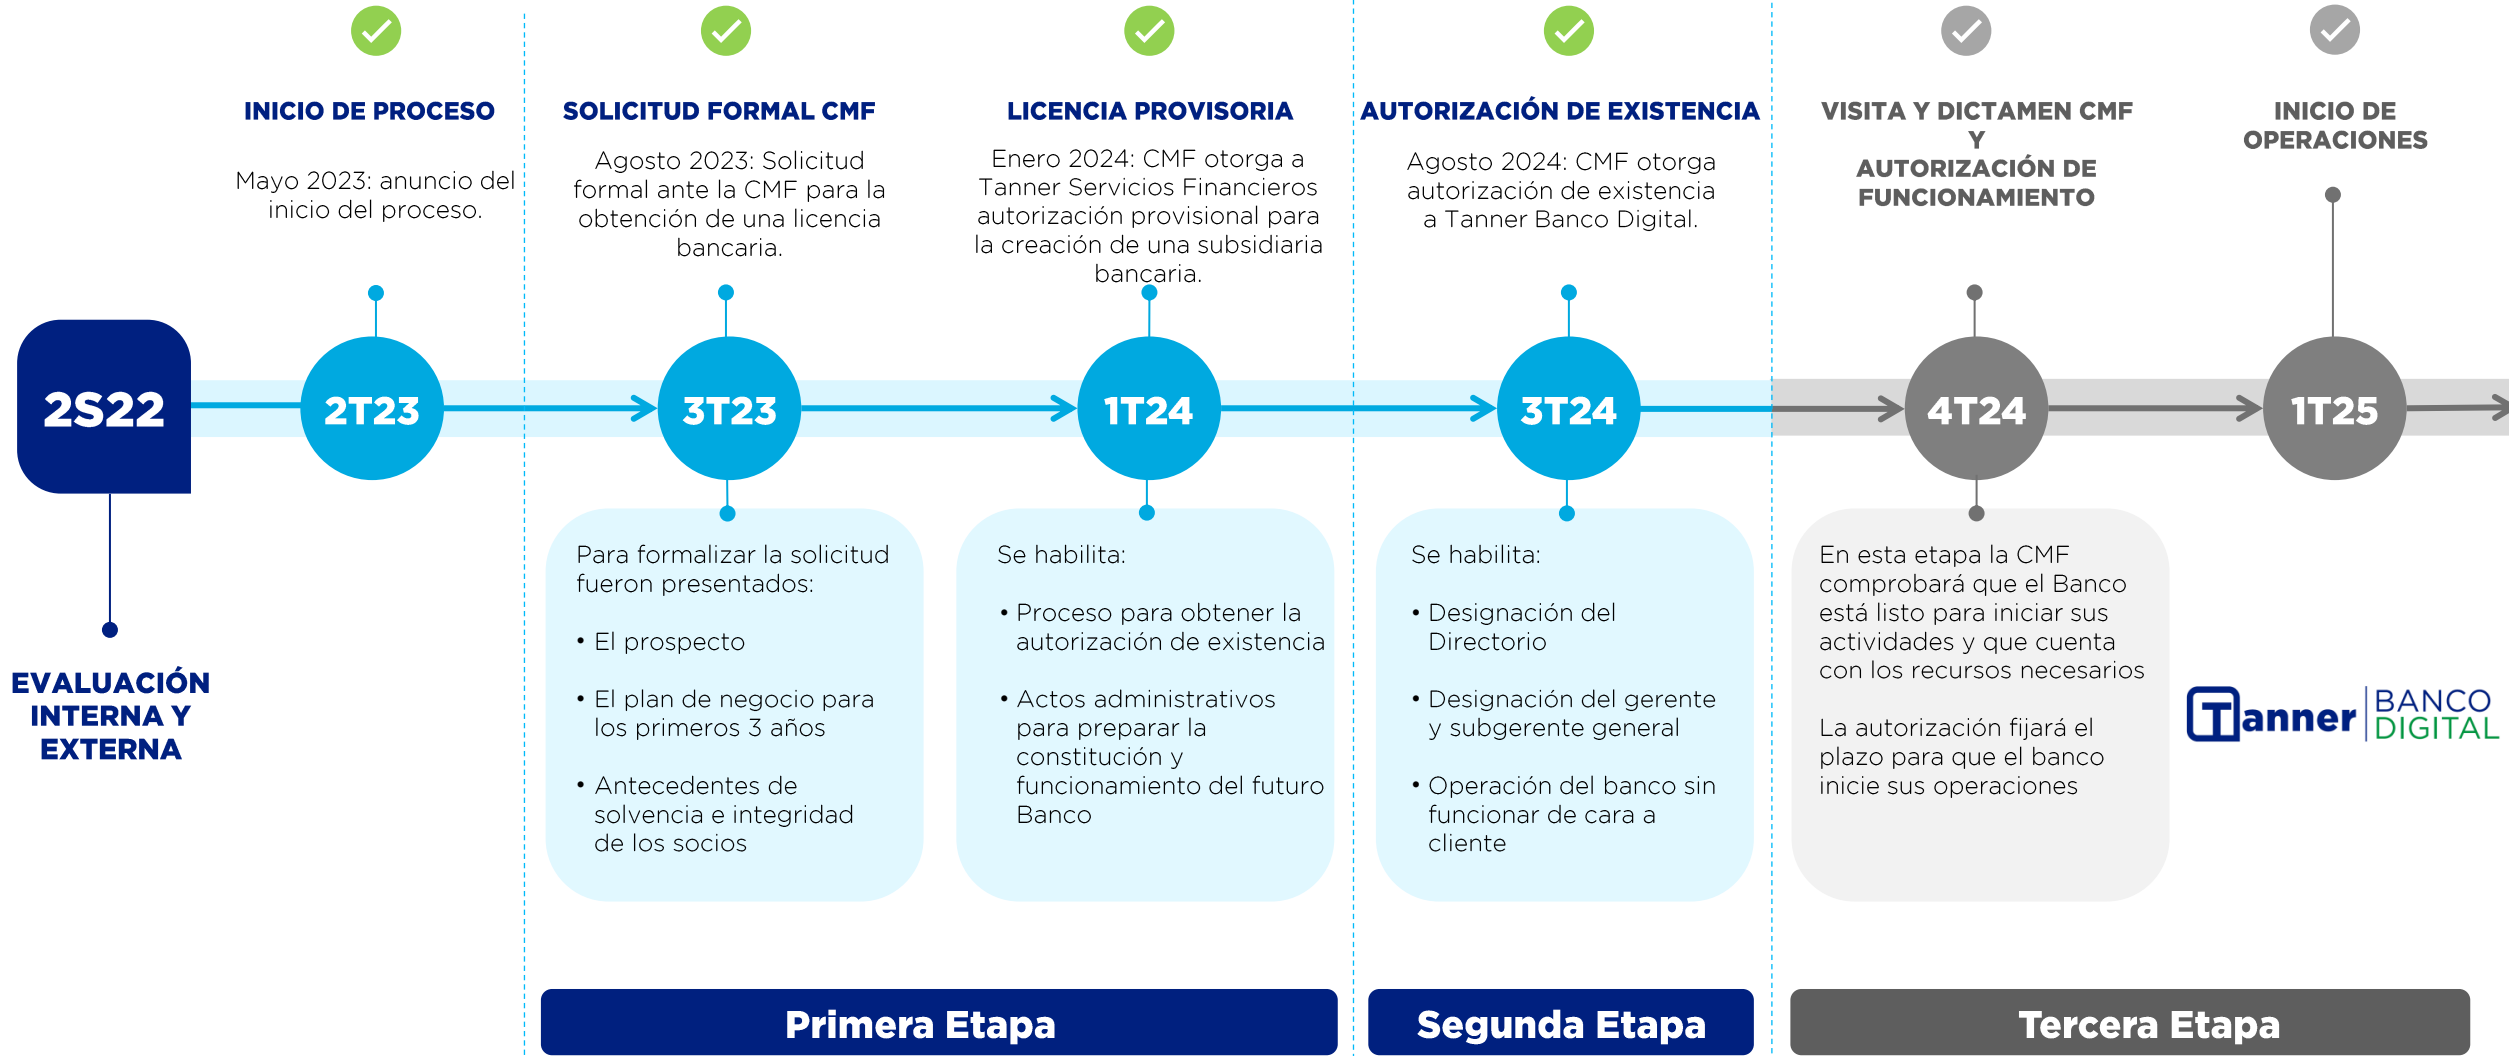 INICIO DE PROCESO
Mayo 2023: anuncio del
inicio del proceso.
SOLICITUD FORMAL CMF
Agosto 2023: Solicitud
formal ante la CMF para la
obtención de una licencia
bancaria.
LICENCIA PROVISORIA
Enero 2024: CMF otorga a
Tanner Servicios Financieros
autorización provisional para
la creación de una subsidiaria
bancaria.
AUTORIZACIÓN DE EXISTENCIA
Agosto 2024: CMF otorga
autorización de existencia
a Tanner Banco Digital.
VISITA Y DICTAMEN CMF
Y
AUTORIZACIÓN DE
FUNCIONAMIENTO
INICIO DE
OPERACIONES
2S22
2T23
3T23
1T24
3T24
4T24
1T25
EVALUACIÓN
INTERNA Y
EXTERNA
Para formalizar la solicitud
fueron presentados:
• El prospecto
• El plan de negocio para
los primeros 3 años
• Antecedentes de
solvencia e integridad
de los socios
Se habilita:
• Proceso para obtener la
autorización de existencia
• Actos administrativos
para preparar la
constitución y
funcionamiento del futuro
Banco
Se habilita:
• Designación del
Directorio
• Designación del gerente
y subgerente general
• Operación del banco sin
funcionar de cara a
cliente
En esta etapa la CMF
comprobará que el Banco
está listo para iniciar sus
actividades y que cuenta
con los recursos necesarios
La autorización fijará el
plazo para que el banco
inicie sus operaciones
Tanner
BANCO
DIGITAL
Primera Etapa
Segunda Etapa
Tercera Etapa